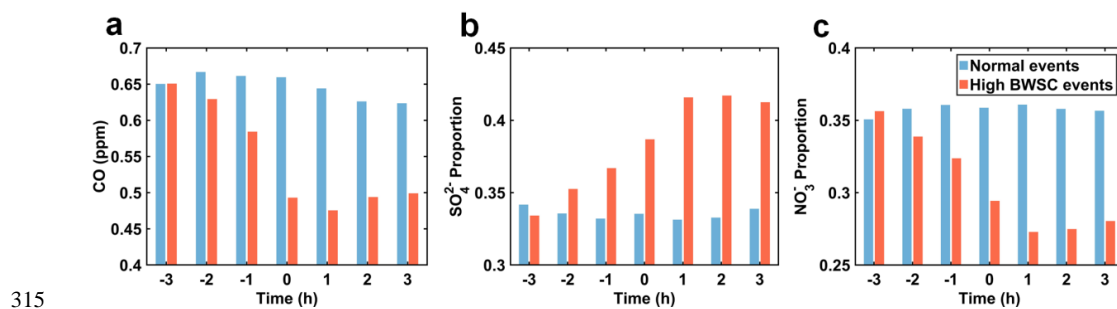 a
0.7
0.65
0.6
0.55
0.5
0.45
0.4
CO (ppm)
-3 -2 -1 0 1 2 3
Time (h)
b
0.45
0.4
0.35
0.3
SO₄²⁻ Proportion
-3 -2 -1 0 1 2 3
Time (h)
c
0.4
0.35
0.3
0.25
NO₃⁻ Proportion
Normal events
High BWSC events
-3 -2 -1 0 1 2 3
Time (h)
315